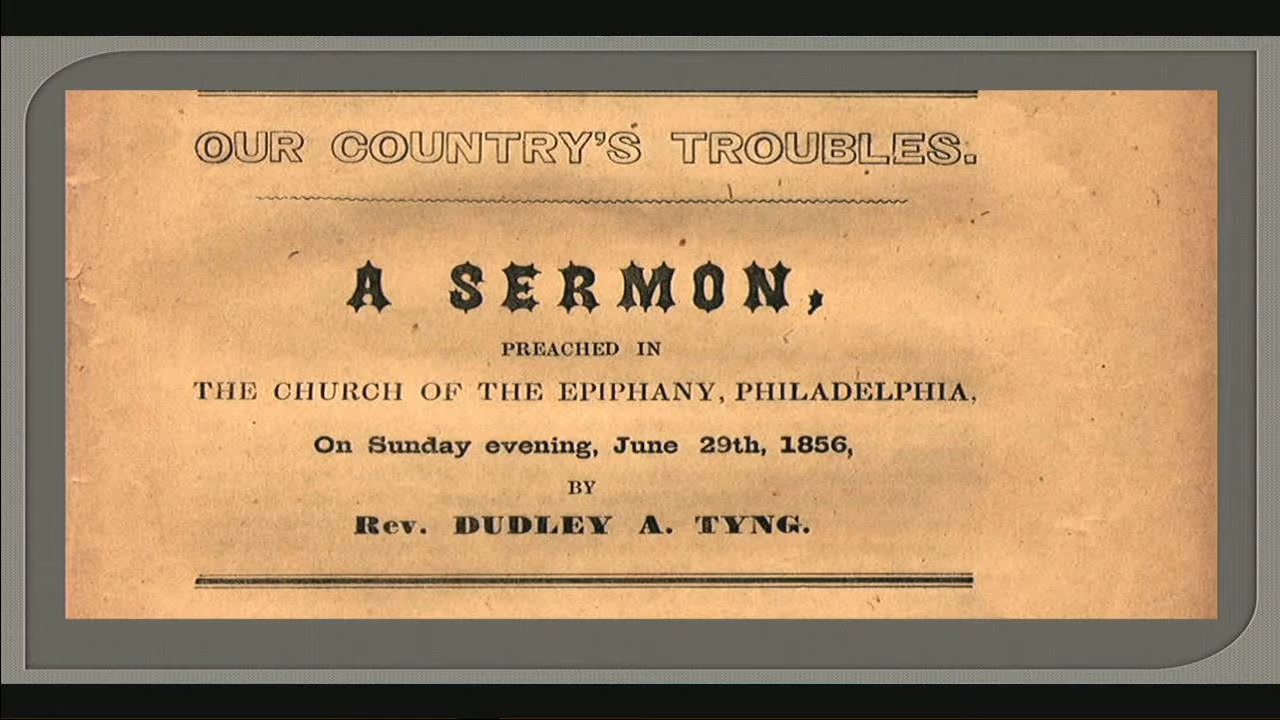 OUR COUNTRY'S TROUBLES.
A SERMON,
PREACHED IN
THE CHURCH OF THE EPIPHANY, PHILADELPHIA,
On Sunday evening, June 29th, 1856,
BY
Rev. DUDLEY A. TYNG.